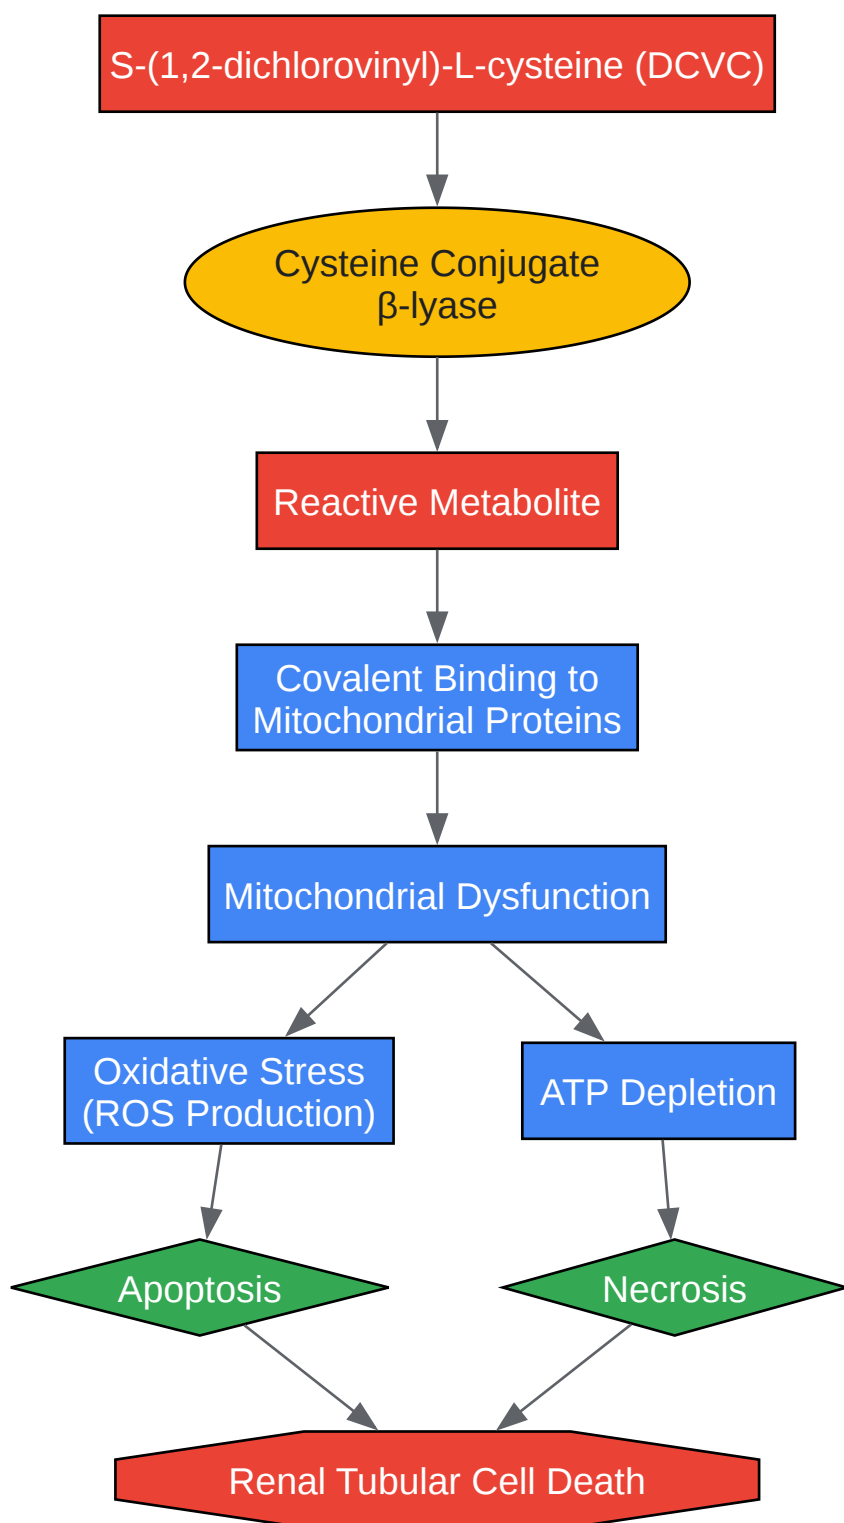 S-(1,2-dichlorovinyl)-L-cysteine (DCVC)
Cysteine Conjugate
β-lyase
Reactive Metabolite
Covalent Binding to
Mitochondrial Proteins
Mitochondrial Dysfunction
Oxidative Stress
(ROS Production)
ATP Depletion
Apoptosis
Necrosis
Renal Tubular Cell Death